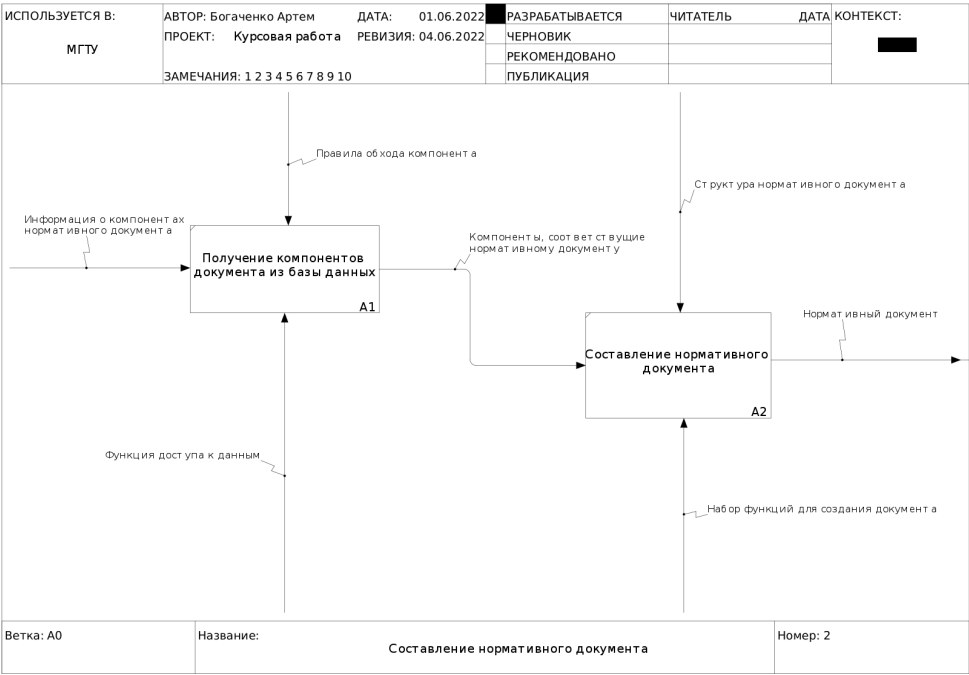 ИСПОЛЬЗУЕТСЯ В:
МГТУ
АВТОР: Богаченко Артем ДАТА: 01.06.2022
ПРОЕКТ: Курсовая работа РЕВИЗИЯ: 04.06.2022
ЗАМЕЧАНИЯ: 1 2 3 4 5 6 7 8 9 10
РАЗРАБАТЫВАЕТСЯ
ЧЕРНОВИК
РЕКОМЕНДОВАНО
ПУБЛИКАЦИЯ
ЧИТАТЕЛЬ ДАТА
КОНТЕКСТ:
Правила обхода компонента
Структура нормативного документа
Информация о компонентах
нормативного документа
Компоненты, соответствущие
нормативному документу
Получение компонентов
документа из базы данных
A1
Нормативный документ
Составление нормативного
документа
A2
Функция доступа к данным
Набор функций для создания документа
Ветка: A0
Название:
Составление нормативного документа
Номер: 2